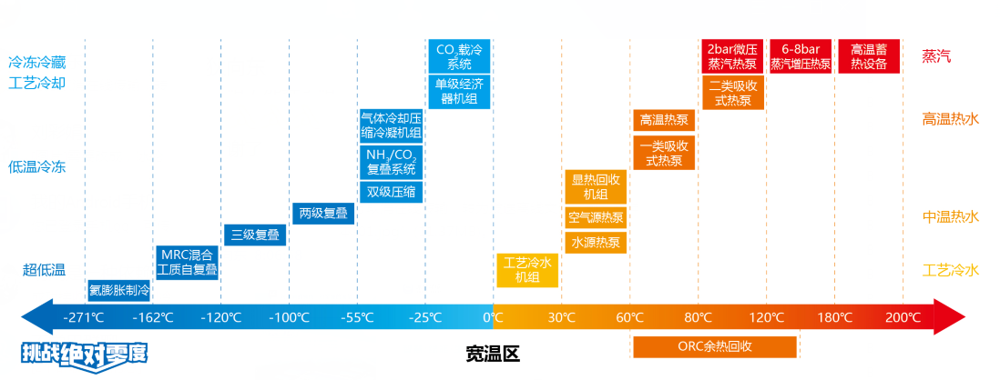 CO₂载冷
系统
2bar微压
蒸汽热泵
6-8bar
蒸汽增压热泵
高温蓄
热设备
蒸汽
冷冻冷藏
工艺冷却
单级经济
器机组
二类吸收
式热泵
气体冷却压
缩冷凝机组
高温热泵
高温热水
NH₃/CO₂
复叠系统
一类吸收
式热泵
低温冷冻
双级压缩
显热回收
机组
两级复叠
空气源热泵
中温热水
三级复叠
水源热泵
MRC混合
工质自复叠
超低温
工艺冷水
机组
工艺冷水
氦膨胀制冷
-271℃ -162℃ -120℃ -100℃ -55℃ -25℃ 0℃ 30℃ 60℃ 80℃ 120℃ 180℃ 200℃
挑战绝对零度
宽温区
ORC余热回收